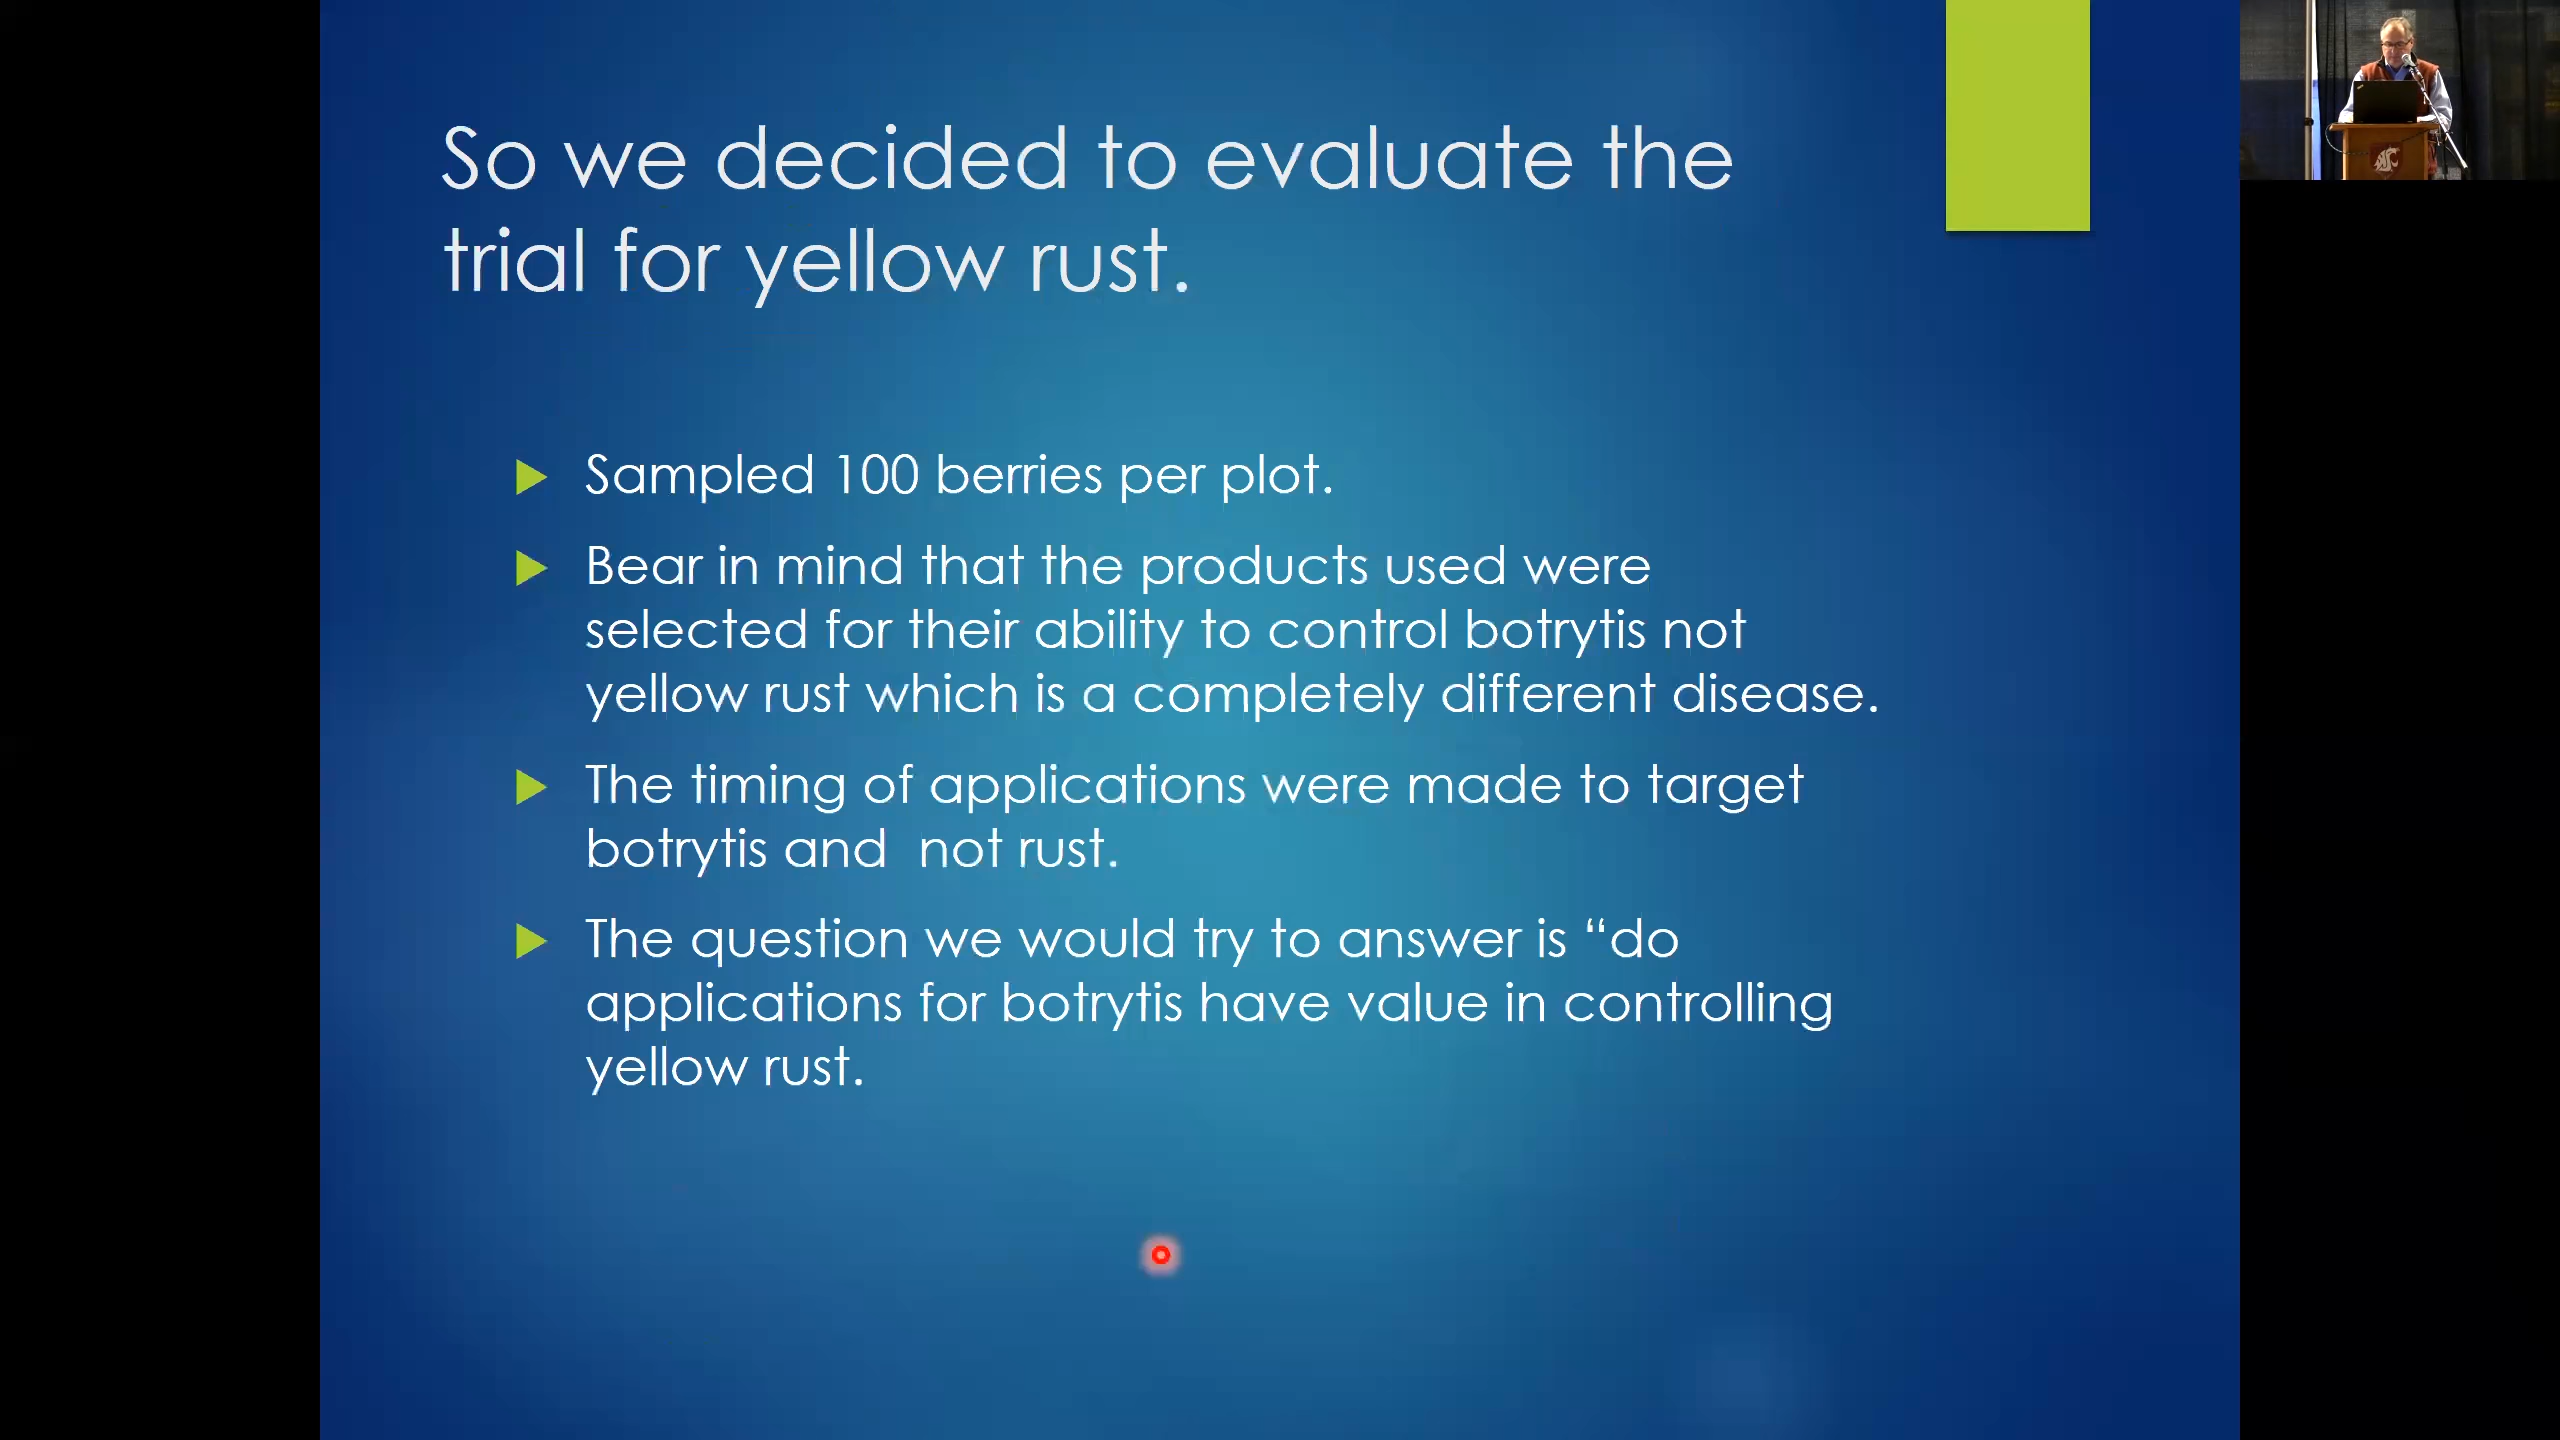 So we decided to evaluate the
trial for yellow rust.
Sampled 100 berries per plot.
Bear in mind that the products used were
selected for their ability to control botrytis not
yellow rust which is a completely different disease.
The timing of applications were made to target
botrytis and  not rust.
The question we would try to answer is “do
applications for botrytis have value in controlling
yellow rust.